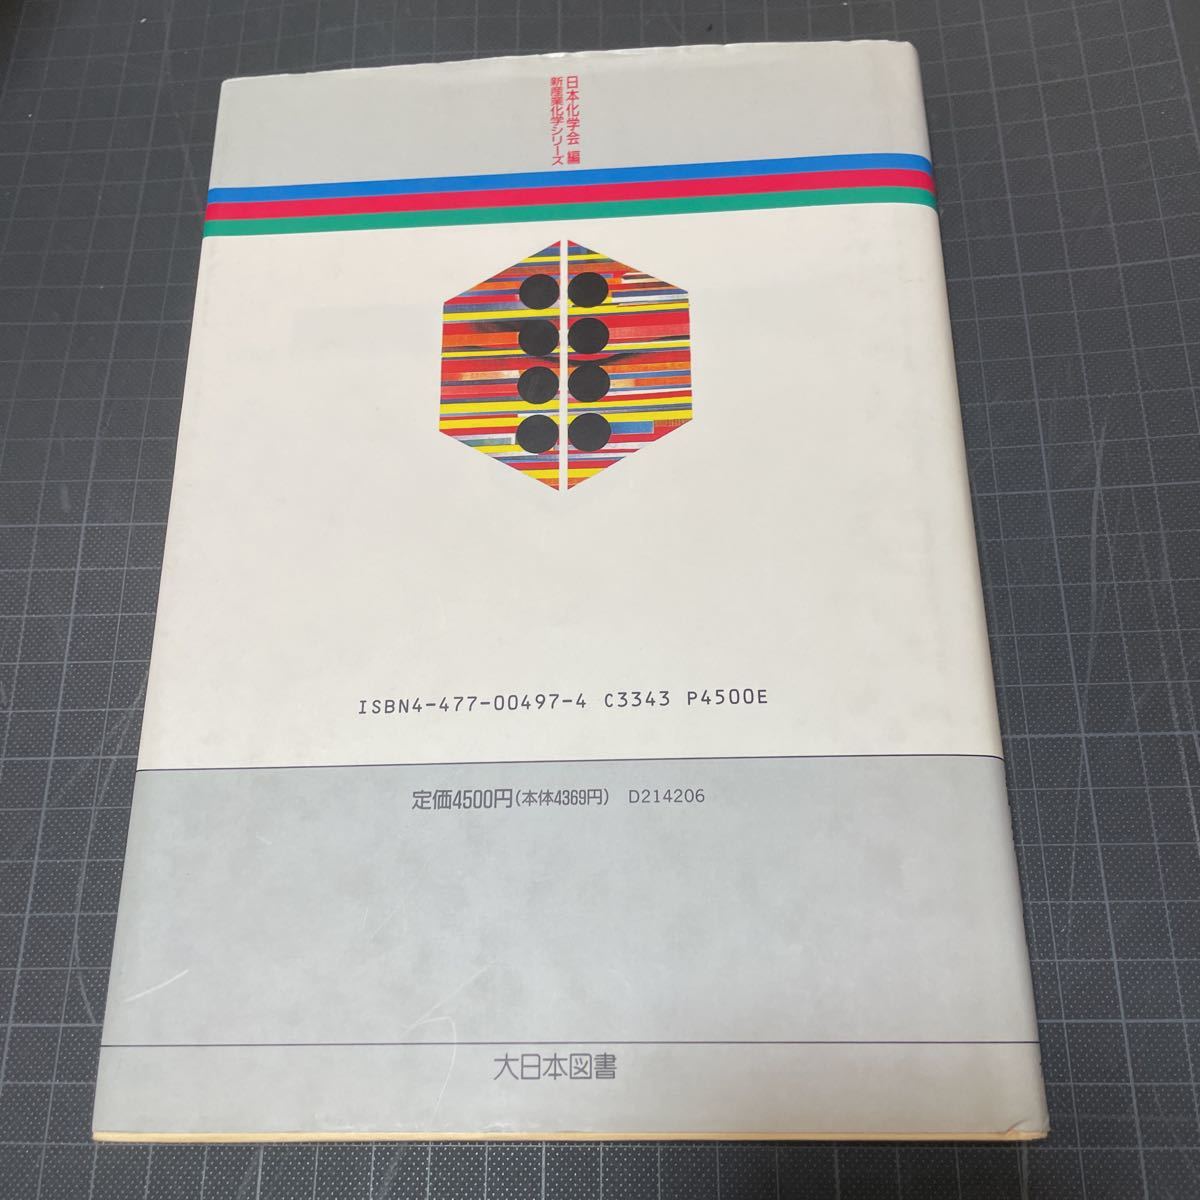 日本化学会 編
新産業化学シリーズ
ISBN4-477-00497-4 C3343 P4500E
定価4500円(本体4369円) D214206
大日本図書